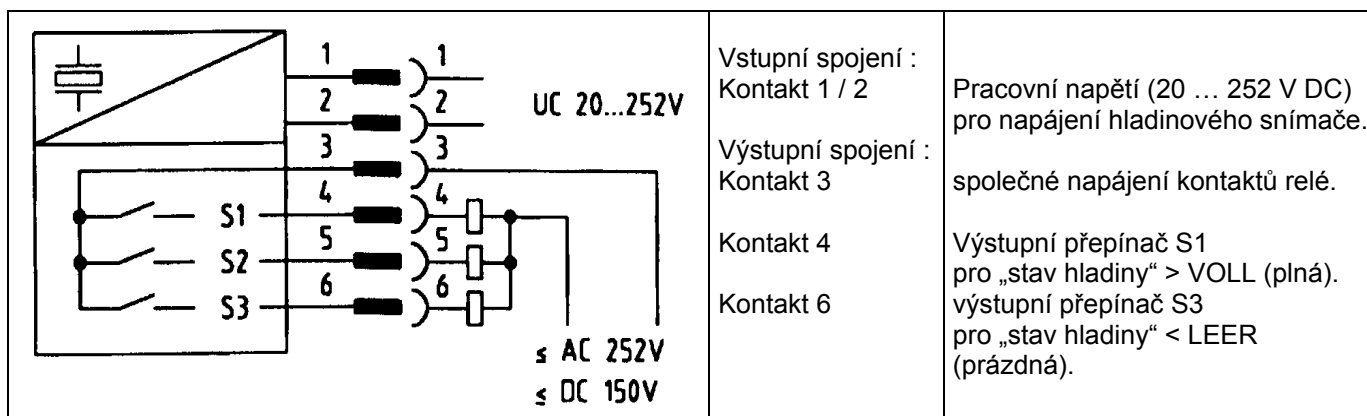 1 1
2 2
UC 20...252V
3 3
4 4
S1
5 5
S2
6 6
S3
≤ AC 252V
≤ DC 150V
Vstupní spojení :
Kontakt 1 / 2
Výstupní spojení :
Kontakt 3
Kontakt 4
Kontakt 6
Pracovní napětí (20 … 252 V DC)
pro napájení hladinového snímače.
společné napájení kontaktů relé.
Výstupní přepínač S1
pro „stav hladiny“ > VOLL (plná).
výstupní přepínač S3
pro „stav hladiny“ < LEER
(prázdná).